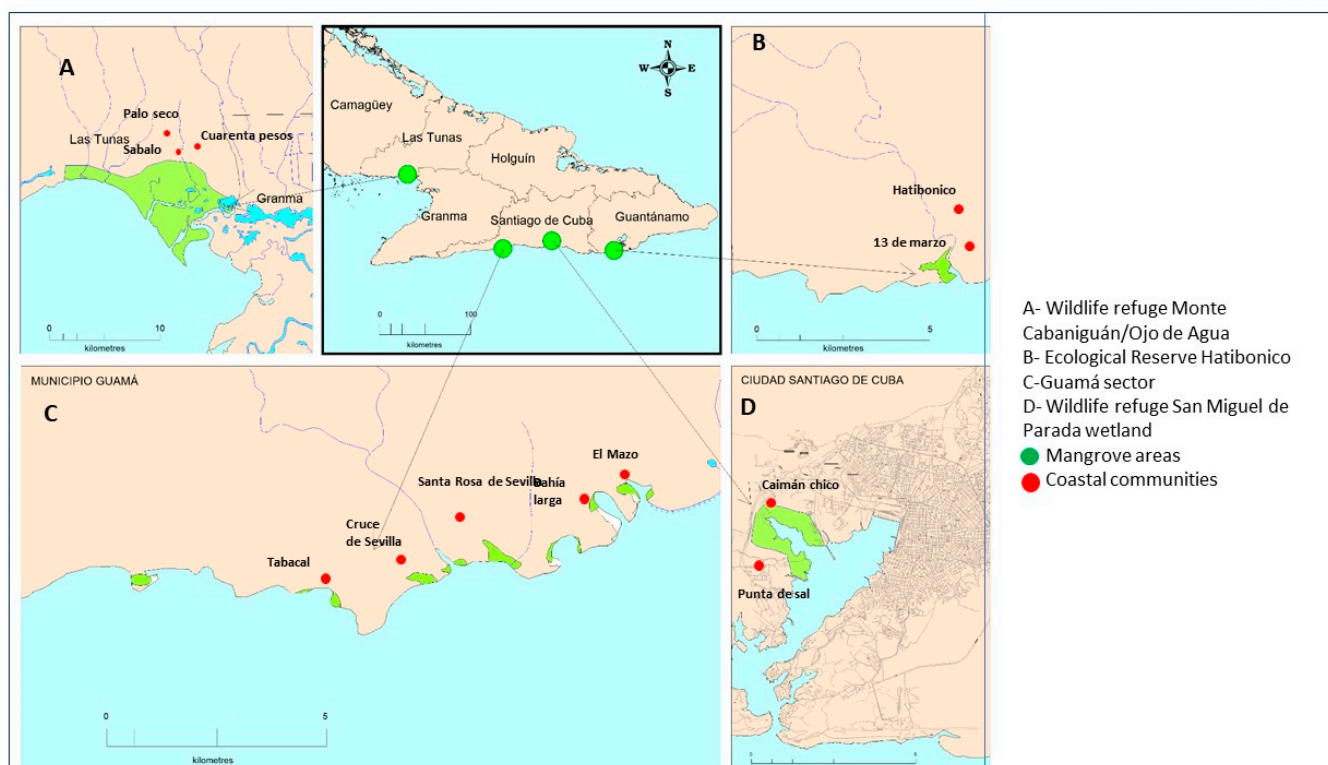 A
Palo seco
Las Tunas
Cuarenta pesos
Sabalo
Granma
0
10
kilometres
N
W
E
S
Camagüey
Las Tunas
Holguín
Granma
Santiago de Cuba
Guantánamo
0
100
kilometres
B
Hatibonico
13 de marzo
0
5
kilometres
MUNICIPIO GUAMÁ
C
El Mazo
Santa Rosa de Sevilla
Bahía
larga
Cruce
de Sevilla
Tabacal
0
5
kilometres
CIUDAD SANTIAGO DE CUBA
D
Caimán chico
Punta de sal
A- Wildlife refuge Monte
Cabaniguán/Ojo de Agua
B- Ecological Reserve Hatibonico
C-Guamá sector
D- Wildlife refuge San Miguel de
Parada wetland
Mangrove areas
Coastal communities